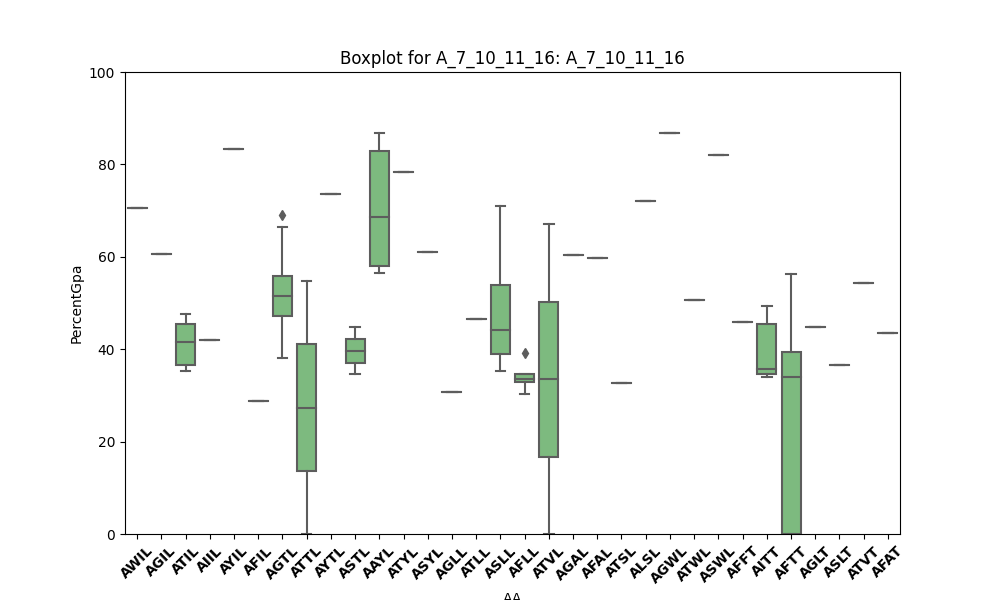 Boxplot for A_7_10_11_16: A_7_10_11_16
PercentGpa
100
80
60
40
20
0
AWIL
AGIL
ATIL
AIIL
AYIL
AFIL
AGTL
ATTL
AYTL
ASTL
AAYL
ATYL
ASYL
AGLL
ATLL
ASLL
AFLL
ATVL
AGAL
AFAL
ATSL
ALSL
AGWL
ATWL
ASWL
AFFT
AITT
AFTT
AGLT
ASLT
ATVT
AFAT
AA